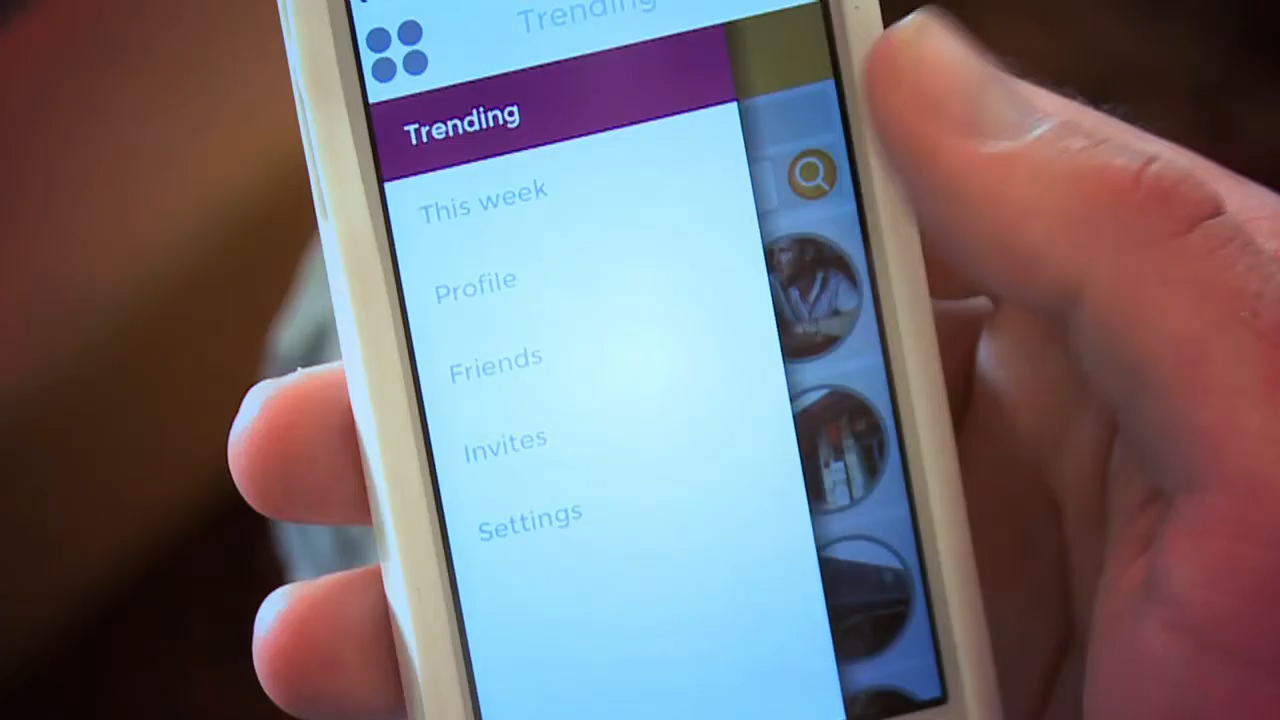 Trending
Trending
This week
Profile
Friends
Invites
Settings